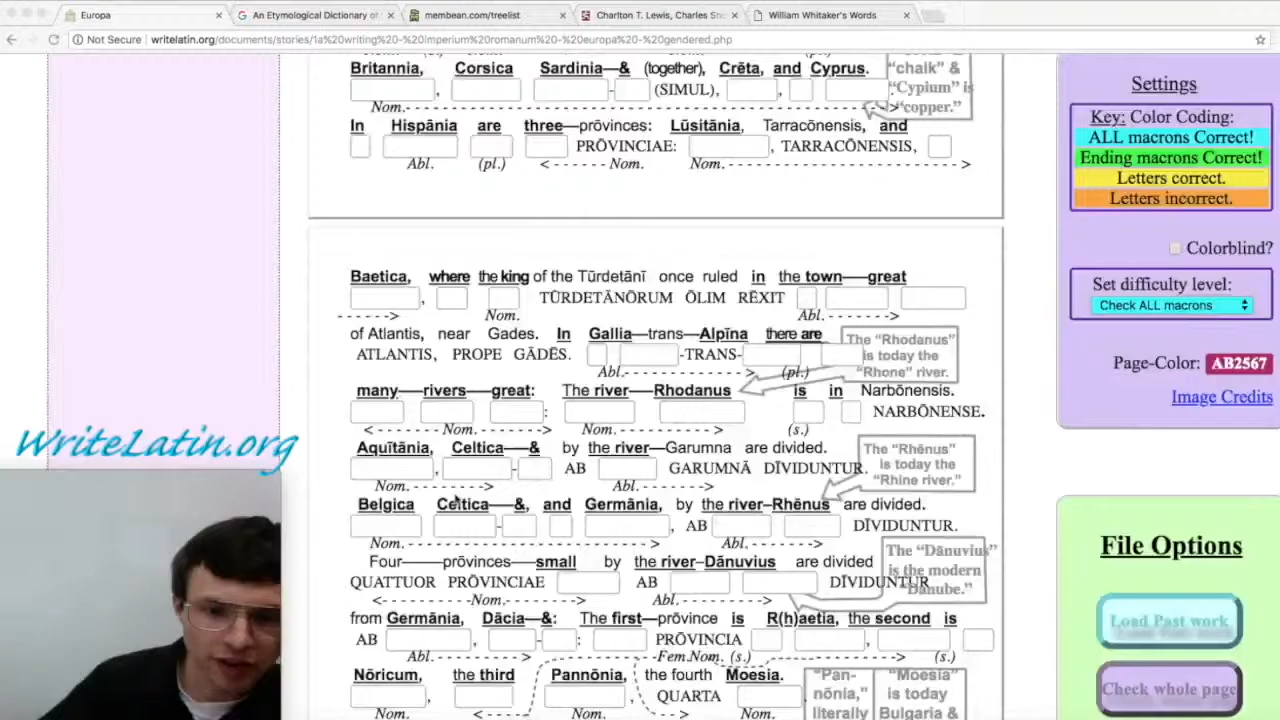 Europa
An Etymological Dictionary of
membean.com/treelist
Charlton T. Lewis, Charles Sho
William Whitaker's Words
Not Secure | writelatin.org/documents/stories/1a%20writing%20-%20Imperium%20romanum%20-%20europa%20-%20gendered.php
Britannia, Corsica Sardinia—& (together), Crēta, and Cyprus.
- (SIMUL), ,
Nom.
"chalk" &
"Cypium" is
"copper."
In Hispānia are three—prōvinces: Lūsitānia, Tarracōnensis, and
PRŌVINCIAE: , TARRACŌNENSIS,
Abl. (pl.) <------ Nom. Nom.
Baetica, where the king of the Tūrdetānī once ruled in the town—great
, TŪRDETĀNŌRUM ŌLIM RĒXIT
Nom. Abl.
of Atlantis, near Gades. In Gallia—trans—Alpīna there are
ATLANTIS, PROPE GĀDĒS. -TRANS-
Abl. (pl.)
The "Rhodanus"
is today the
"Rhone" river.
many—rivers—great: The river—Rhodanus is in Narbōnensis.
: NARBŌNENSE.
Nom. Nom. (s.)
Aquītānia, Celtica—& by the river—Garumna are divided.
, - AB GARUMNĀ DĪVIDUNTUR.
Nom. Abl.
The "Rhēnus"
is today the
"Rhine river."
Belgica Celtica—&, and Germānia, by the river–Rhēnus are divided.
- , AB DĪVIDUNTUR.
Nom. Abl.
Four——prōvinces—small by the river–Dānuvius are divided
QUATTUOR PRŌVINCIAE AB DĪVIDUNTUR
Nom. Abl.
The "Dānuvius"
is the modern
"Danube."
from Germānia, Dācia—&: The first—prōvince is R(h)aetia, the second is
AB , - : PRŌVINCIA ,
Abl. Fem.Nom. (s.) (s.)
Nōricum, the third Pannōnia, the fourth Moesia.
, , QUARTA
Nom. Nom. Nom.
"Pan-
nōnia,"
literally
"Moesia"
is today
Bulgaria &
Settings
Key: Color Coding:
ALL macrons Correct!
Ending macrons Correct!
Letters correct.
Letters incorrect.
Colorblind?
Set difficulty level:
Check ALL macrons
Page-Color: AB2567
Image Credits
File Options
Load Past work
Check whole page
WriteLatin.org